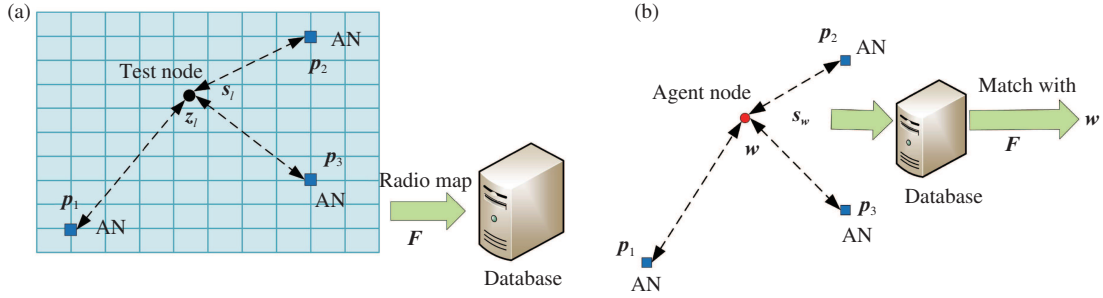 (a)
AN
p2
Test node
sl
zl
p3
AN
p1
AN
Radio map
F
Database
(b)
p2
AN
Agent node
sw
w
Match with
F
w
Database
p3
AN
p1
AN